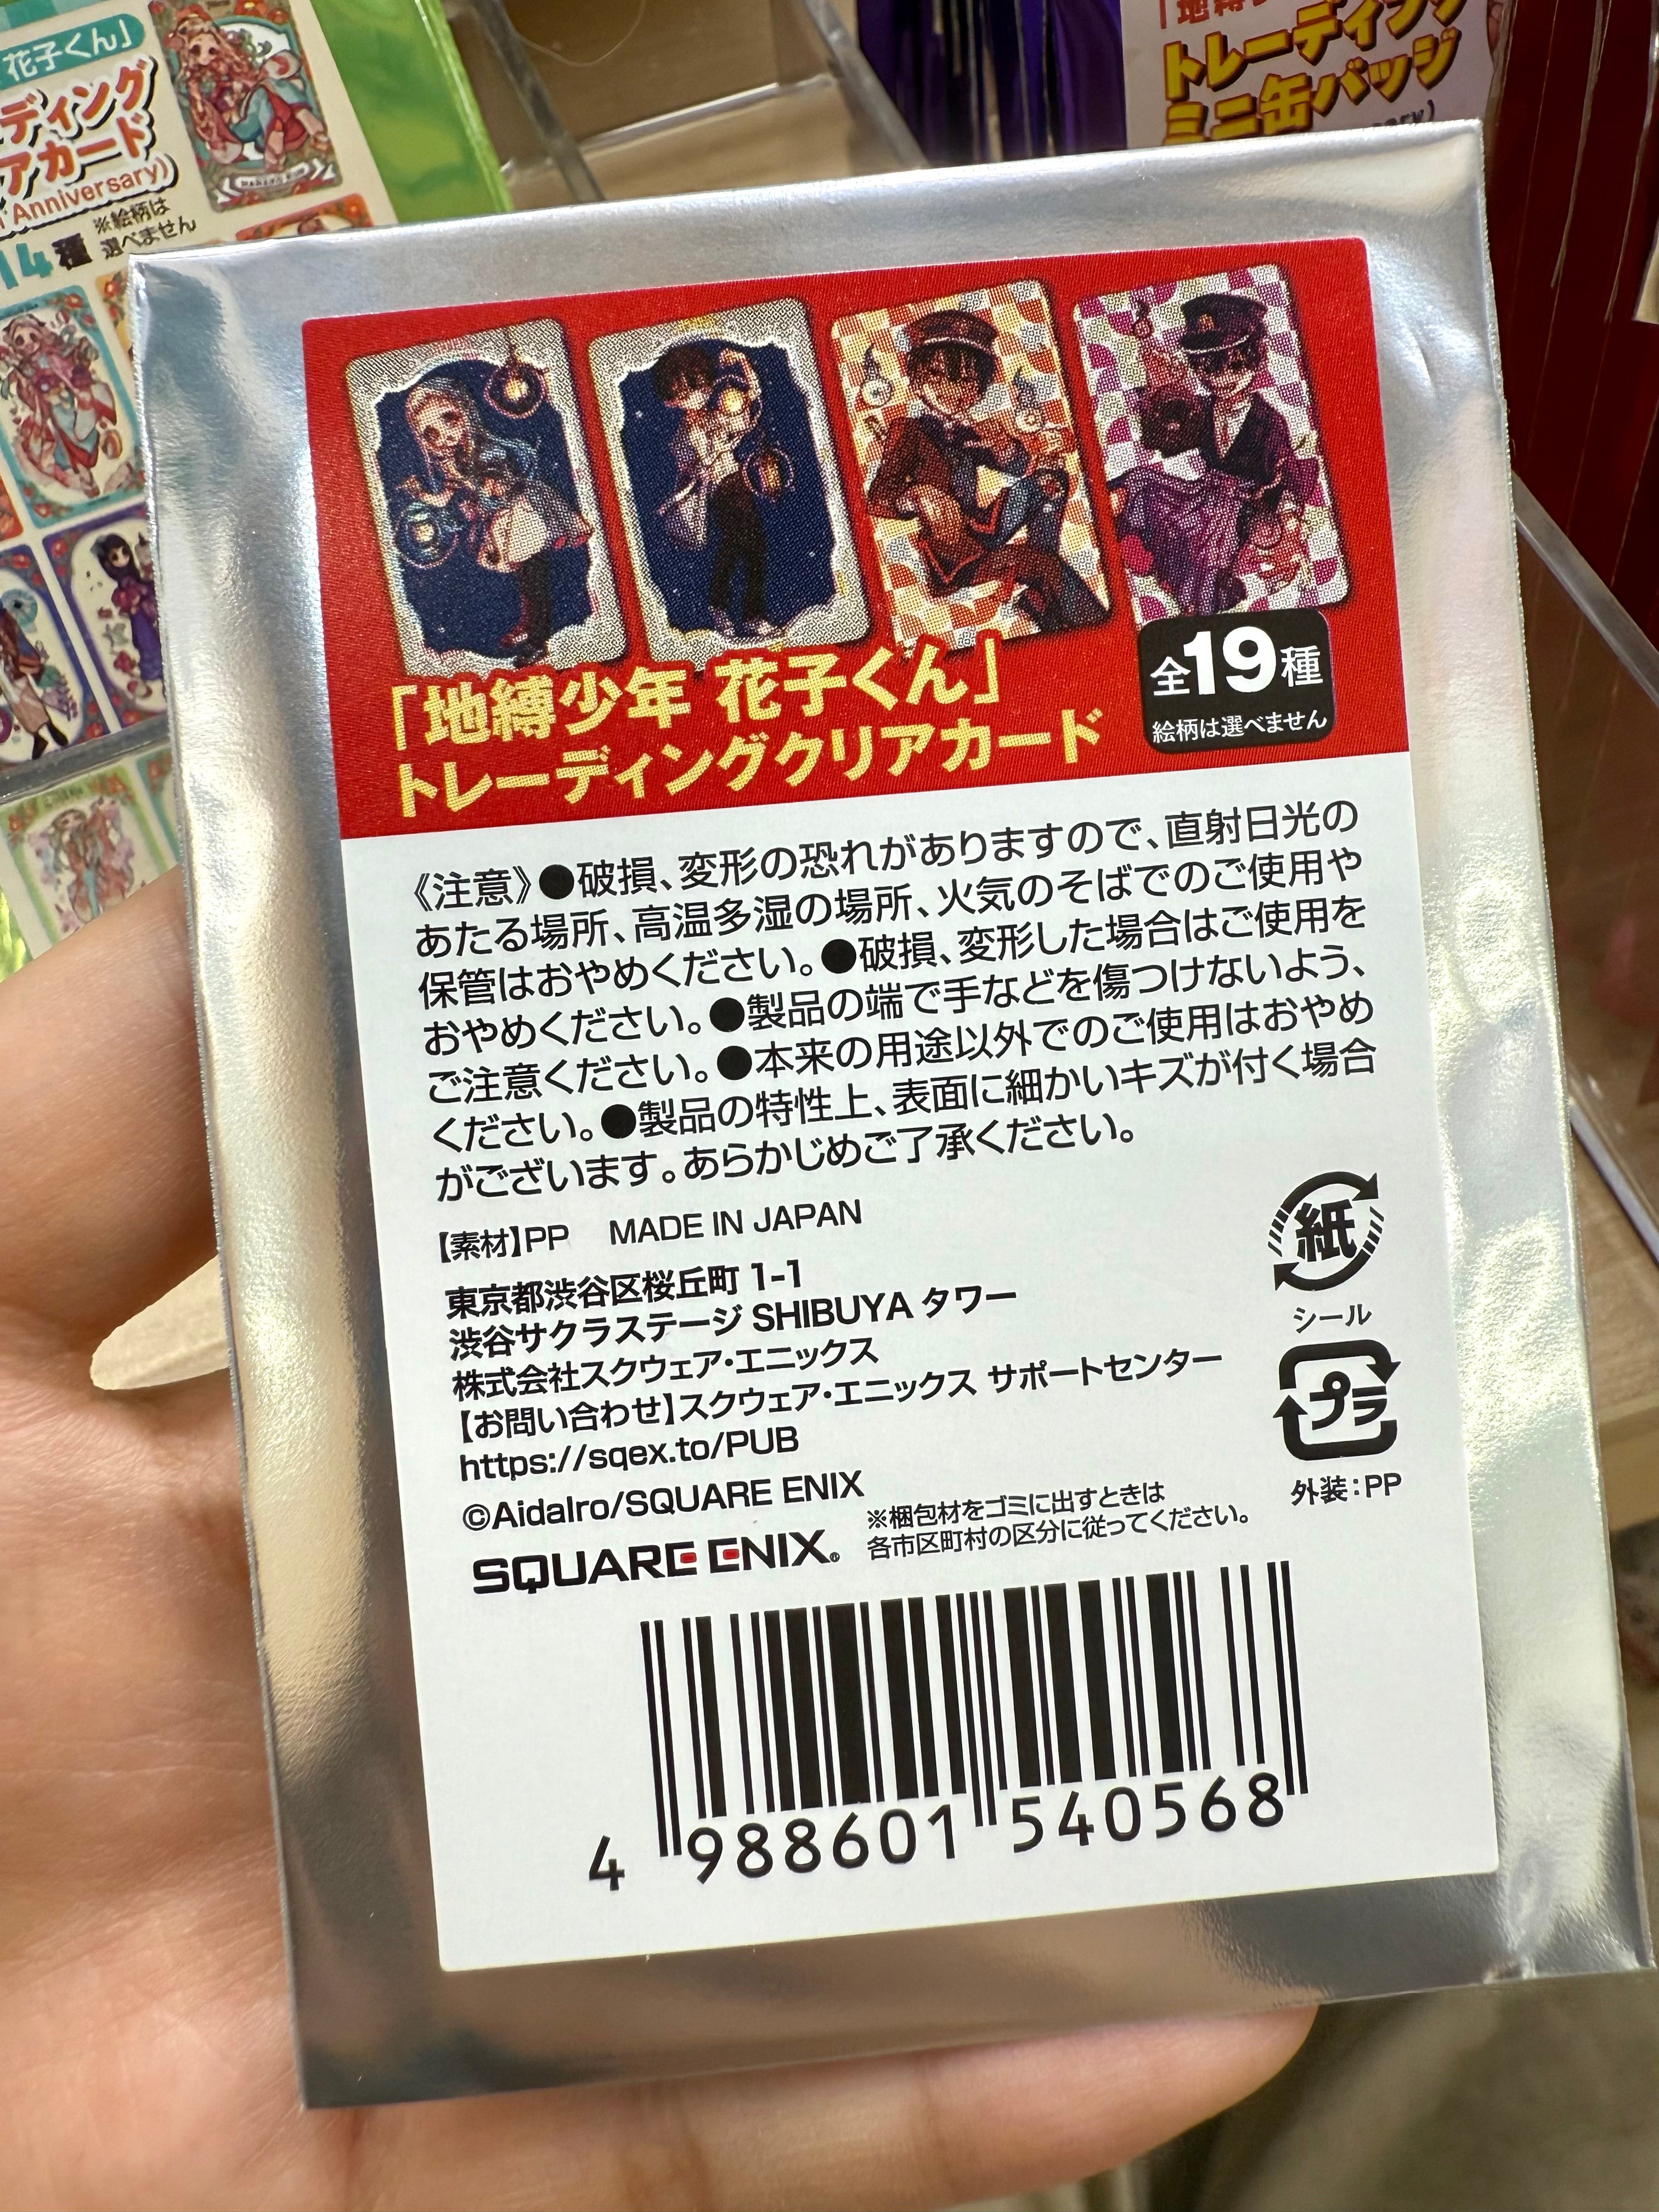 花子くん」
ディング
アカード
Anniversary)
14種
※絵柄は
選べません
トレーディング
ミニ缶バッジ
「地縛少年 花子くん」
トレーディングクリアカード
全19種
絵柄は選べません
《注意》●破損、変形の恐れがありますので、直射日光の
あたる場所、高温多湿の場所、火気のそばでのご使用や
保管はおやめください。●破損、変形した場合はご使用を
おやめください。●製品の端で手などを傷つけないよう、
ご注意ください。●本来の用途以外でのご使用はおやめ
ください。●製品の特性上、表面に細かいキズが付く場合
がございます。あらかじめご了承ください。
【素材】PP MADE IN JAPAN
東京都渋谷区桜丘町 1-1
渋谷サクラステージ SHIBUYA タワー
株式会社スクウェア・エニックス
【お問い合わせ】スクウェア・エニックス サポートセンター
https://sqex.to/PUB
©AidaIro/SQUARE ENIX
SQUARE ENIX®
※梱包材をゴミに出すときは
各市区町村の区分に従ってください。
紙
シール
プラ
外装:PP
4 988601 540568